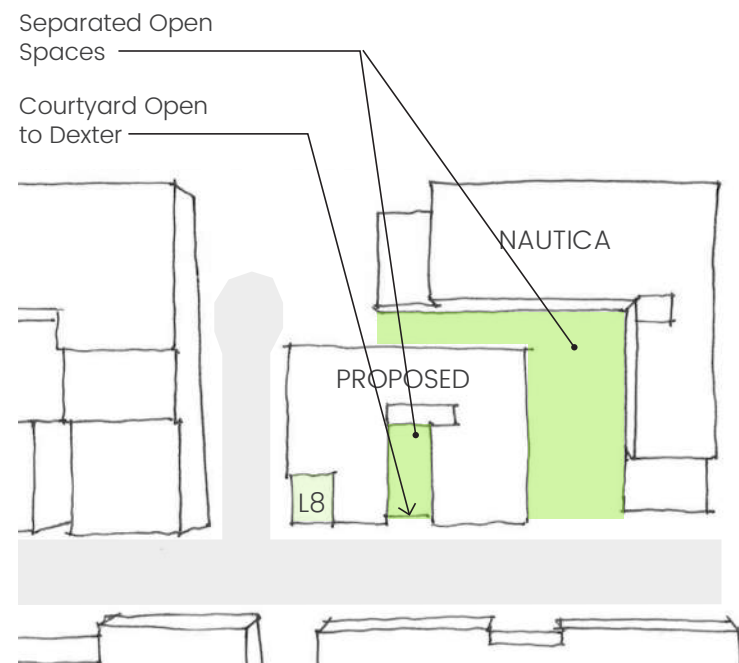 Separated Open
Spaces
Courtyard Open
to Dexter
NAUTICA
PROPOSED
L8